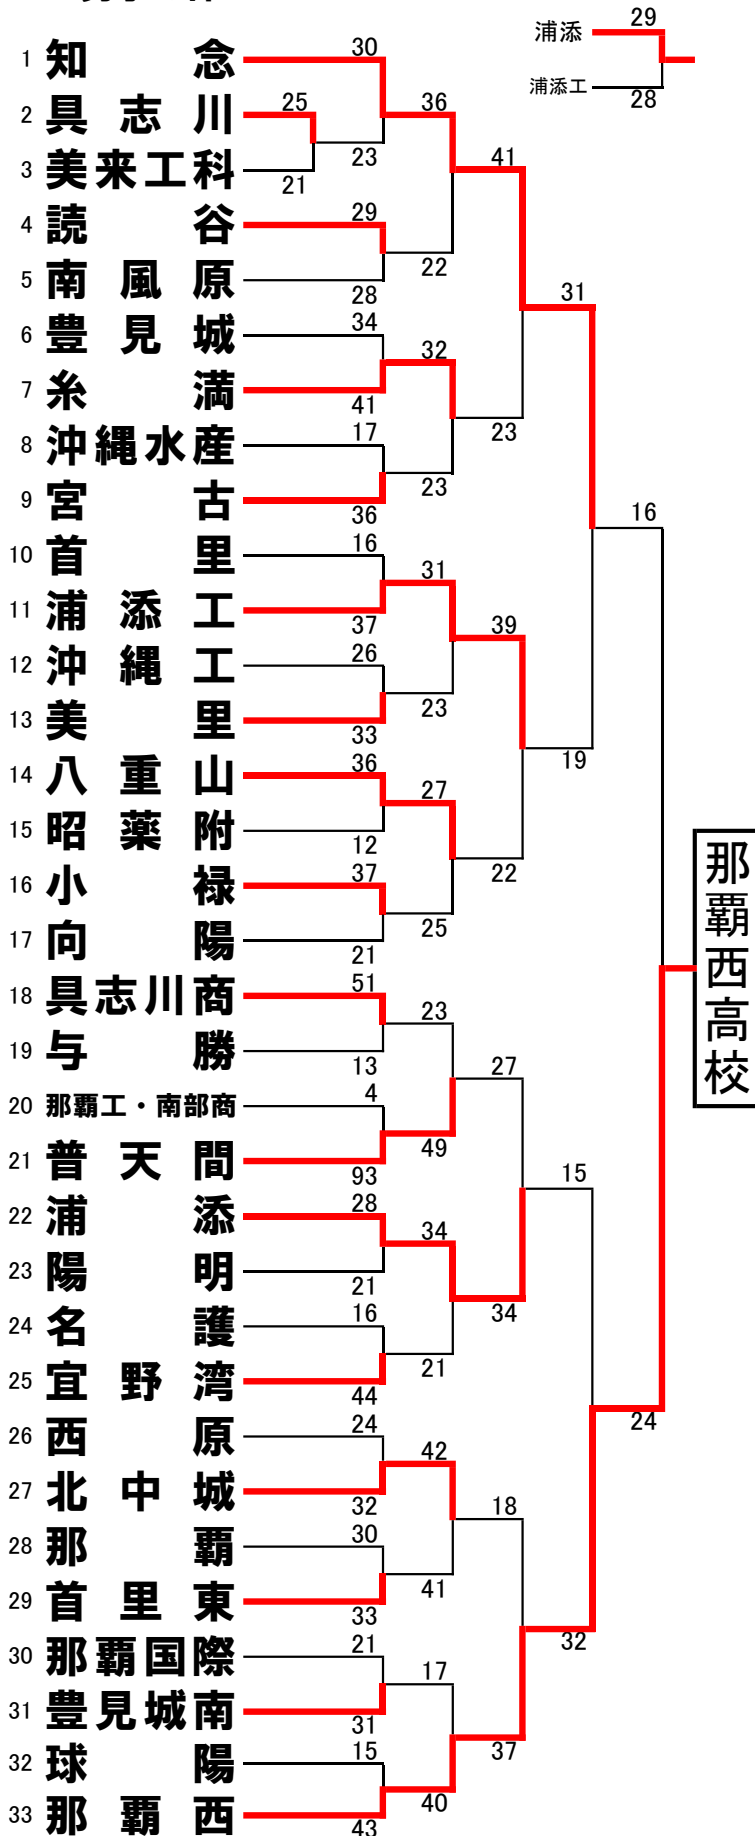 浦添 29
浦添工 28
1 知念 30
2 具志川 25
3 美来工科 21
23
36
4 読谷 29
5 南風原 28
22
41
6 豊見城 34
7 糸満 41
32
8 沖縄水産 17
9 宮古 36
23
23
31
10 首里 16
11 浦添工 37
31
12 沖縄工 26
13 美里 33
23
39
14 八重山 36
15 昭薬附 12
27
16 小禄 37
17 向陽 21
25
22
19
16
18 具志川商 51
19 与勝 13
23
20 那覇工・南部商 4
21 普天間 93
49
27
22 浦添 28
23 陽明 21
34
24 名護 16
25 宜野湾 44
21
34
15
26 西原 24
27 北中城 32
42
28 那覇 30
29 首里東 33
41
18
30 那覇国際 21
31 豊見城南 31
17
32 球陽 15
33 那覇西 43
40
37
32
24
那覇西高校